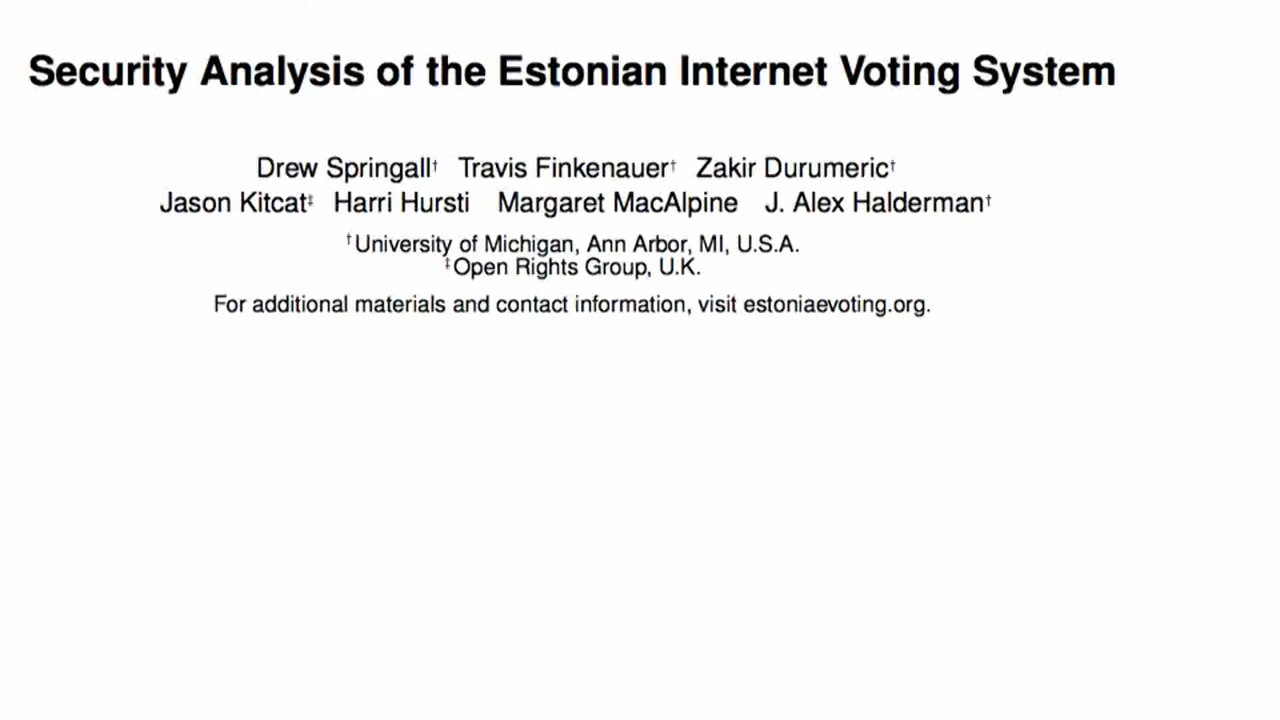 Security Analysis of the Estonian Internet Voting System
Drew Springall† Travis Finkenauer† Zakir Durumeric†
Jason Kitcat‡ Harri Hursti Margaret MacAlpine J. Alex Halderman†
†University of Michigan, Ann Arbor, MI, U.S.A.
‡Open Rights Group, U.K.
For additional materials and contact information, visit estoniaevoting.org.